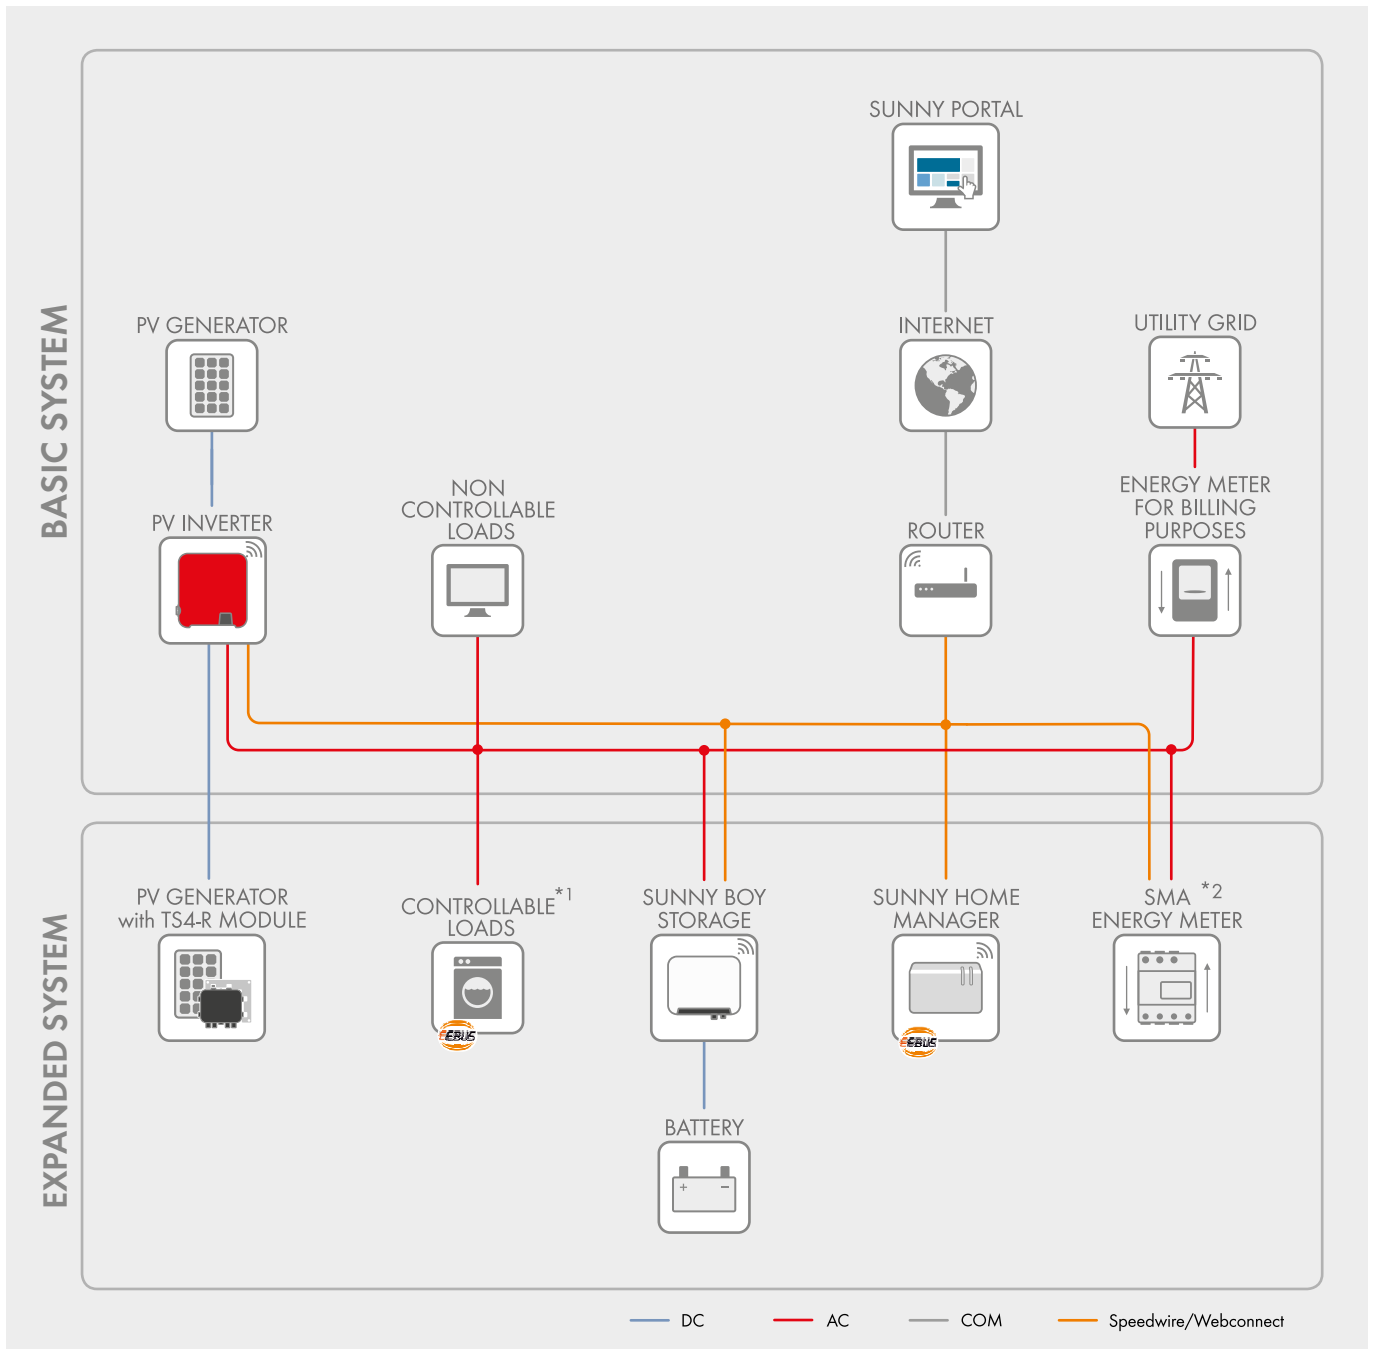 BASIC SYSTEM
SUNNY PORTAL
PV GENERATOR
INTERNET
UTILITY GRID
PV INVERTER
NON
CONTROLLABLE
LOADS
ROUTER
ENERGY METER
FOR BILLING
PURPOSES
EXPANDED SYSTEM
PV GENERATOR
with TS4-R MODULE
CONTROLLABLE*1
LOADS
EEBUS
SUNNY BOY
STORAGE
SUNNY HOME
MANAGER
EEBUS
SMA *2
ENERGY METER
BATTERY
+ −
DC
AC
COM
Speedwire/Webconnect